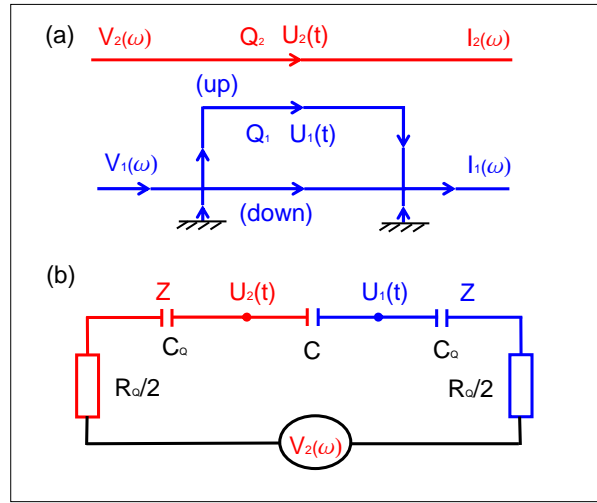 (a)
V₂(ω) Q₂ U₂(t) I₂(ω)
(up)
Q₁ U₁(t)
V₁(ω) I₁(ω)
(down)
(b)
Z U₂(t) U₁(t) Z
C_Q C C_Q
R_Q/2 R_Q/2
V₂(ω)